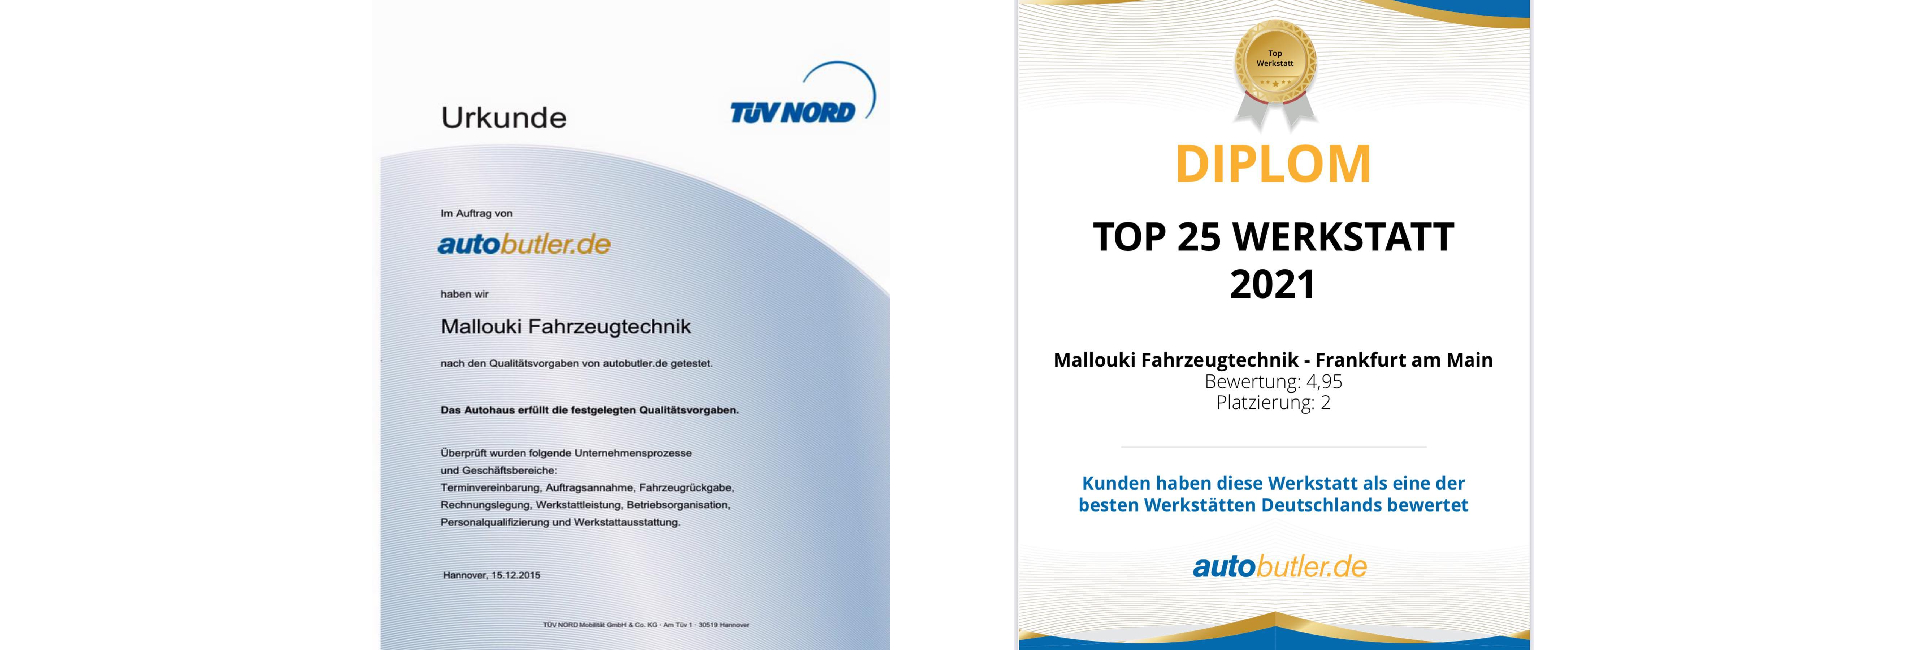 Urkunde
TÜV NORD
Im Auftrag von
autobutler.de
haben wir
Mallouki Fahrzeugtechnik
nach den Qualitätsvorgaben von autobutler.de getestet.
Das Autohaus erfüllt die festgelegten Qualitätsvorgaben.
Überprüft wurden folgende Unternehmensprozesse
und Geschäftsbereiche:
Terminvereinbarung, Auftragsannahme, Fahrzeugrückgabe,
Rechnungslegung, Werkstattleistung, Betriebsorganisation,
Personalqualifizierung und Werkstattausstattung.
Hannover, 15.12.2015
TÜV NORD Mobilität GmbH & Co. KG · Am Tüv 1 · 30519 Hannover
Top
Werkstatt
DIPLOM
TOP 25 WERKSTATT
2021
Mallouki Fahrzeugtechnik - Frankfurt am Main
Bewertung: 4,95
Platzierung: 2
Kunden haben diese Werkstatt als eine der
besten Werkstätten Deutschlands bewertet
autobutler.de